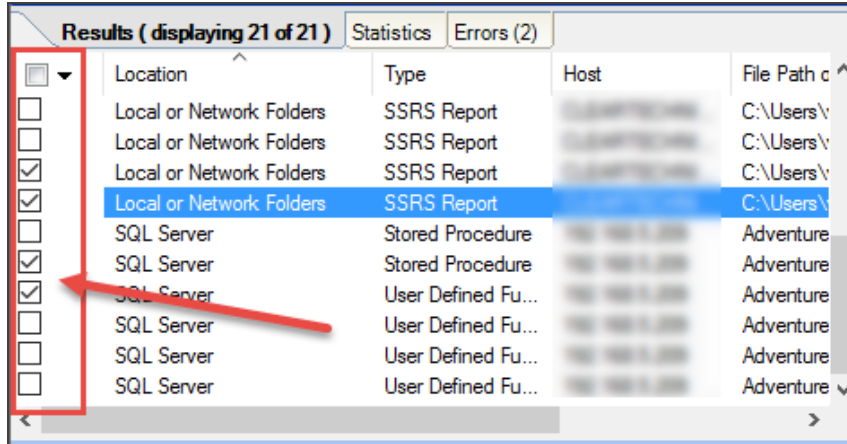 Results ( displaying 21 of 21 ) Statistics Errors (2)
Location Type Host File Path o
Local or Network Folders SSRS Report C:\Users\
Local or Network Folders SSRS Report C:\Users\
Local or Network Folders SSRS Report C:\Users\
Local or Network Folders SSRS Report C:\Users\
SQL Server Stored Procedure Adventure
SQL Server Stored Procedure Adventure
SQL Server User Defined Fu... Adventure
SQL Server User Defined Fu... Adventure
SQL Server User Defined Fu... Adventure
SQL Server User Defined Fu... Adventure